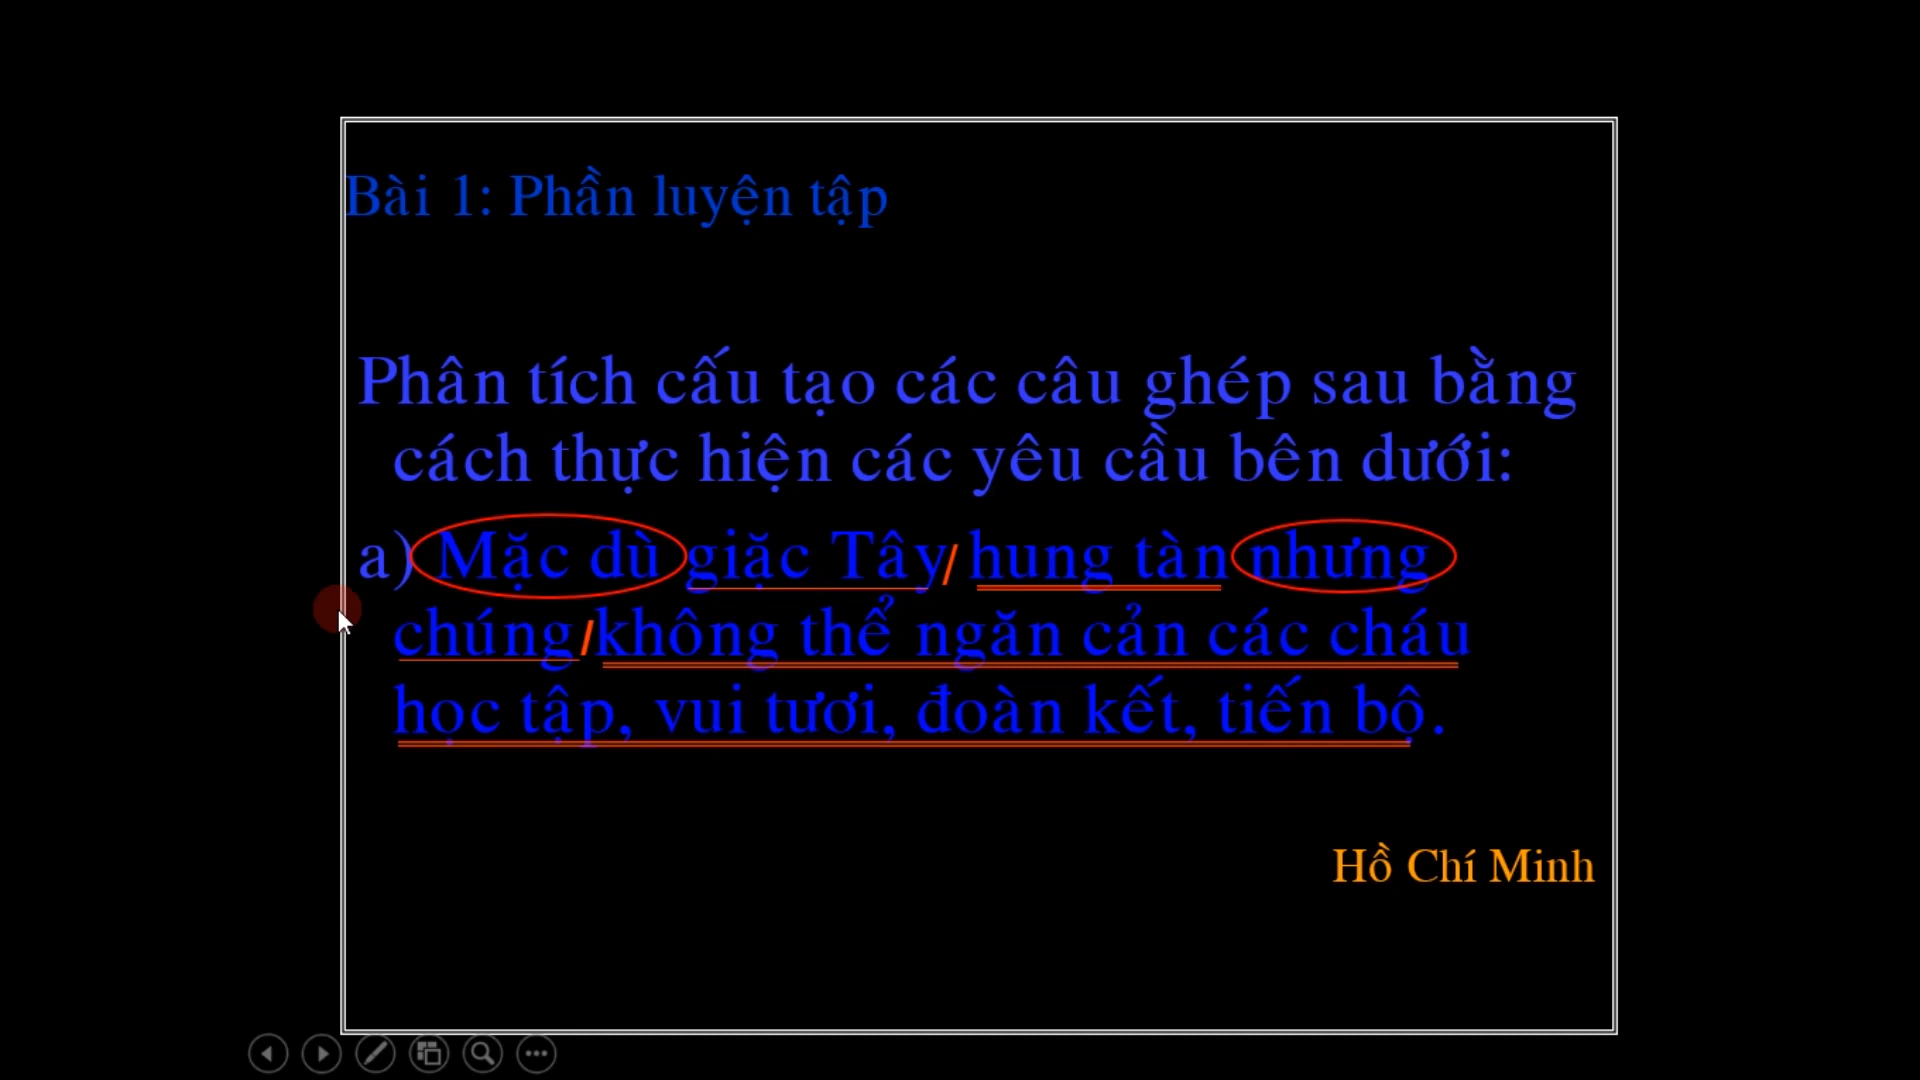 Bài 1: Phần luyện tập
Phân tích cấu tạo các câu ghép sau bằng
cách thực hiện các yêu cầu bên dưới:
a) Mặc dù giặc Tây/ hung tàn nhưng
chúng /không thể ngăn cản các cháu
học tập, vui tươi, đoàn kết, tiến bộ.
Hồ Chí Minh